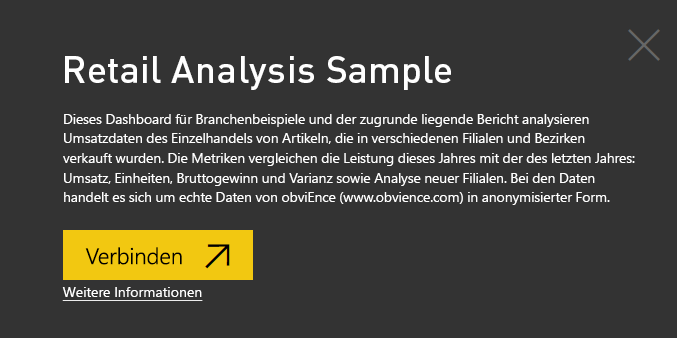 Retail Analysis Sample
Dieses Dashboard für Branchenbeispiele und der zugrunde liegende Bericht analysieren
Umsatzdaten des Einzelhandels von Artikeln, die in verschiedenen Filialen und Bezirken
verkauft wurden. Die Metriken vergleichen die Leistung dieses Jahres mit der des letzten Jahres:
Umsatz, Einheiten, Bruttogewinn und Varianz sowie Analyse neuer Filialen. Bei den Daten
handelt es sich um echte Daten von obviEnce (www.obvience.com) in anonymisierter Form.
Verbinden
Weitere Informationen